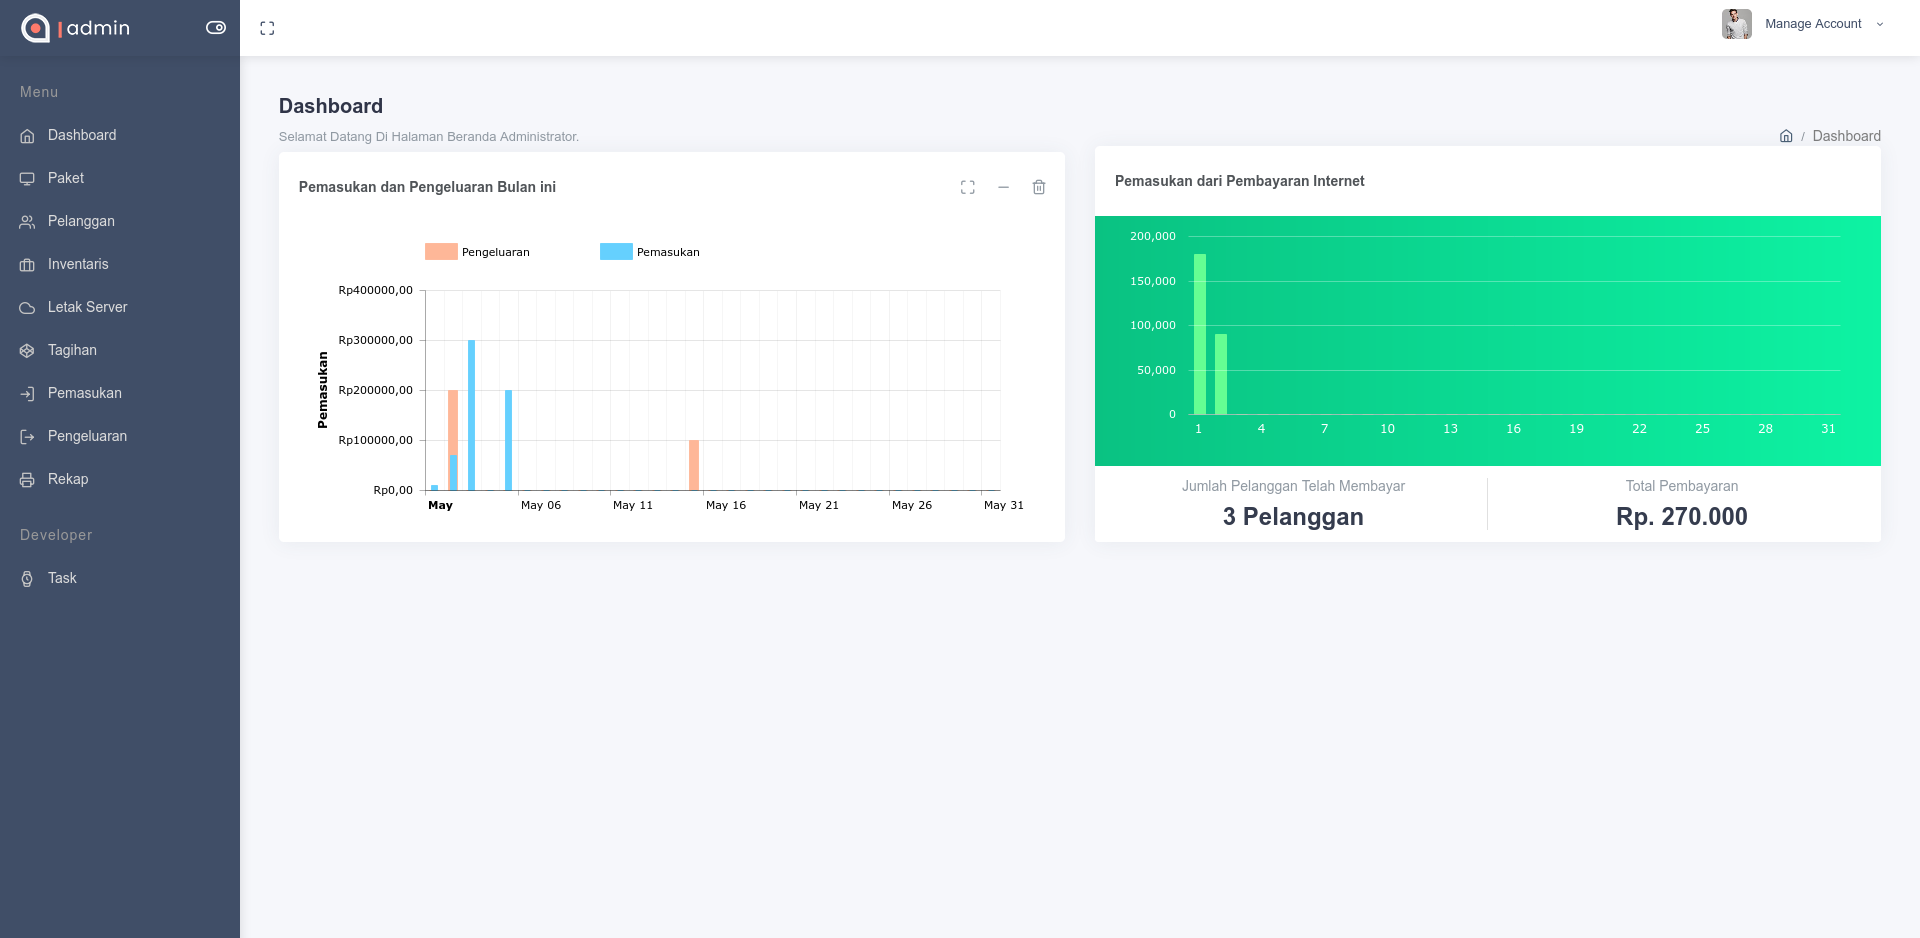 admin
Manage Account
Menu
Dashboard
Paket
Pelanggan
Inventaris
Letak Server
Tagihan
Pemasukan
Pengeluaran
Rekap
Developer
Task
Dashboard
Selamat Datang Di Halaman Beranda Administrator.
/ Dashboard
Pemasukan dan Pengeluaran Bulan ini
Pengeluaran Pemasukan
Pemasukan
Rp400000,00
Rp300000,00
Rp200000,00
Rp100000,00
Rp0,00
May May 06 May 11 May 16 May 21 May 26 May 31
Pemasukan dari Pembayaran Internet
200,000
150,000
100,000
50,000
0
1 4 7 10 13 16 19 22 25 28 31
Jumlah Pelanggan Telah Membayar
3 Pelanggan
Total Pembayaran
Rp. 270.000